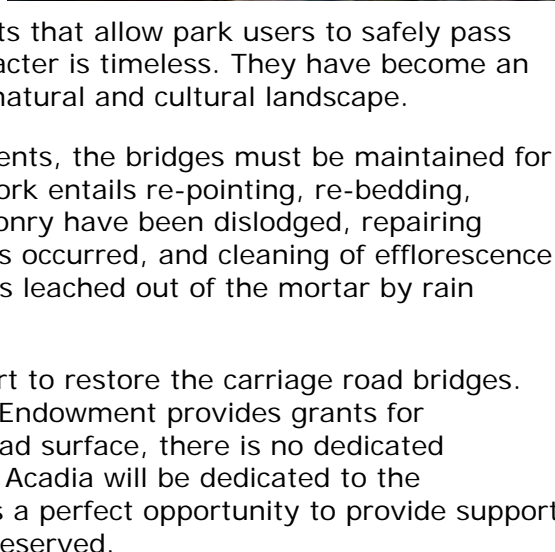 ts that allow park users to safely pass
acter is timeless. They have become an
natural and cultural landscape.
ents, the bridges must be maintained for
ork entails re-pointing, re-bedding,
onry have been dislodged, repairing
s occurred, and cleaning of efflorescence
s leached out of the mortar by rain
rt to restore the carriage road bridges.
Endowment provides grants for
ad surface, there is no dedicated
Acadia will be dedicated to the
s a perfect opportunity to provide support
eserved.